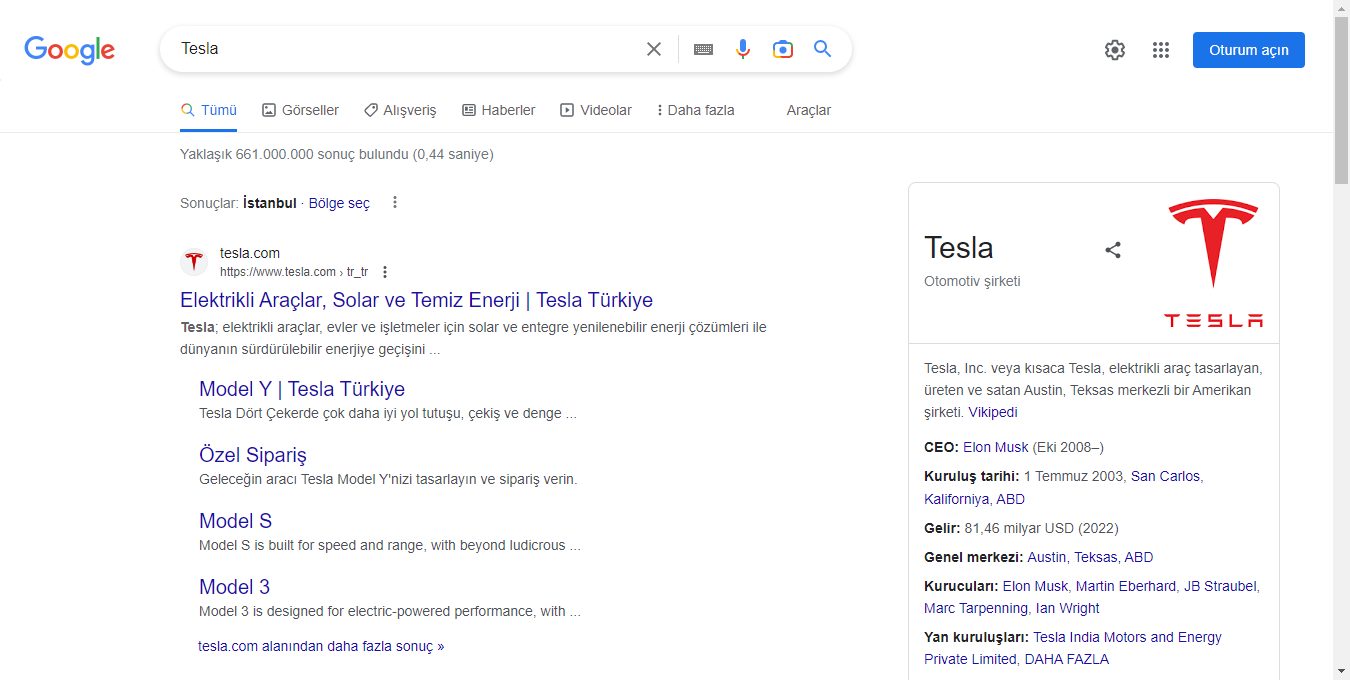 Google
Tesla
Oturum açın
Tümü
Görseller
Alışveriş
Haberler
Videolar
Daha fazla
Araçlar
Yaklaşık 661.000.000 sonuç bulundu (0,44 saniye)
Sonuçlar: İstanbul · Bölge seç
tesla.com
https://www.tesla.com › tr_tr
Elektrikli Araçlar, Solar ve Temiz Enerji | Tesla Türkiye
Tesla; elektrikli araçlar, evler ve işletmeler için solar ve entegre yenilenebilir enerji çözümleri ile
dünyanın sürdürülebilir enerjiye geçişini ...
Model Y | Tesla Türkiye
Tesla Dört Çekerde çok daha iyi yol tutuşu, çekiş ve denge ...
Özel Sipariş
Geleceğin aracı Tesla Model Y'nizi tasarlayın ve sipariş verin.
Model S
Model S is built for speed and range, with beyond ludicrous ...
Model 3
Model 3 is designed for electric-powered performance, with ...
tesla.com alanından daha fazla sonuç »
Tesla
Otomotiv şirketi
TESLA
Tesla, Inc. veya kısaca Tesla, elektrikli araç tasarlayan,
üreten ve satan Austin, Teksas merkezli bir Amerikan
şirketi. Vikipedi
CEO: Elon Musk (Eki 2008–)
Kuruluş tarihi: 1 Temmuz 2003, San Carlos,
Kaliforniya, ABD
Gelir: 81,46 milyar USD (2022)
Genel merkezi: Austin, Teksas, ABD
Kurucuları: Elon Musk, Martin Eberhard, JB Straubel,
Marc Tarpenning, Ian Wright
Yan kuruluşları: Tesla India Motors and Energy
Private Limited, DAHA FAZLA